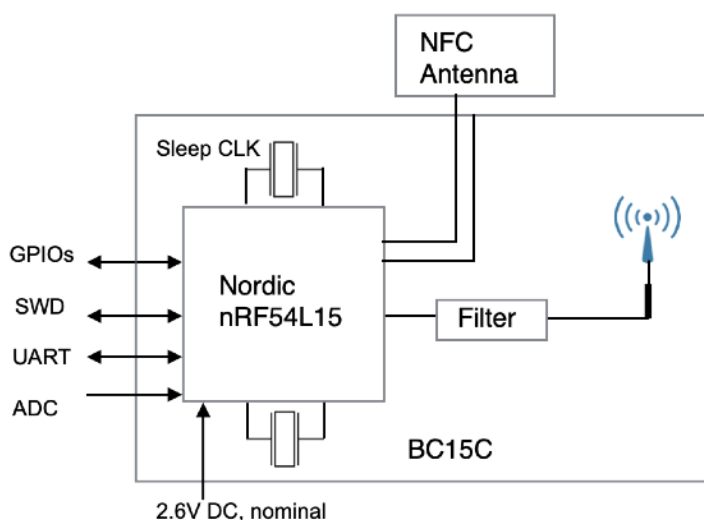 NFC
Antenna
Sleep CLK
GPIOs
SWD
UART
ADC
Nordic
nRF54L15
Filter
BC15C
2.6V DC, nominal